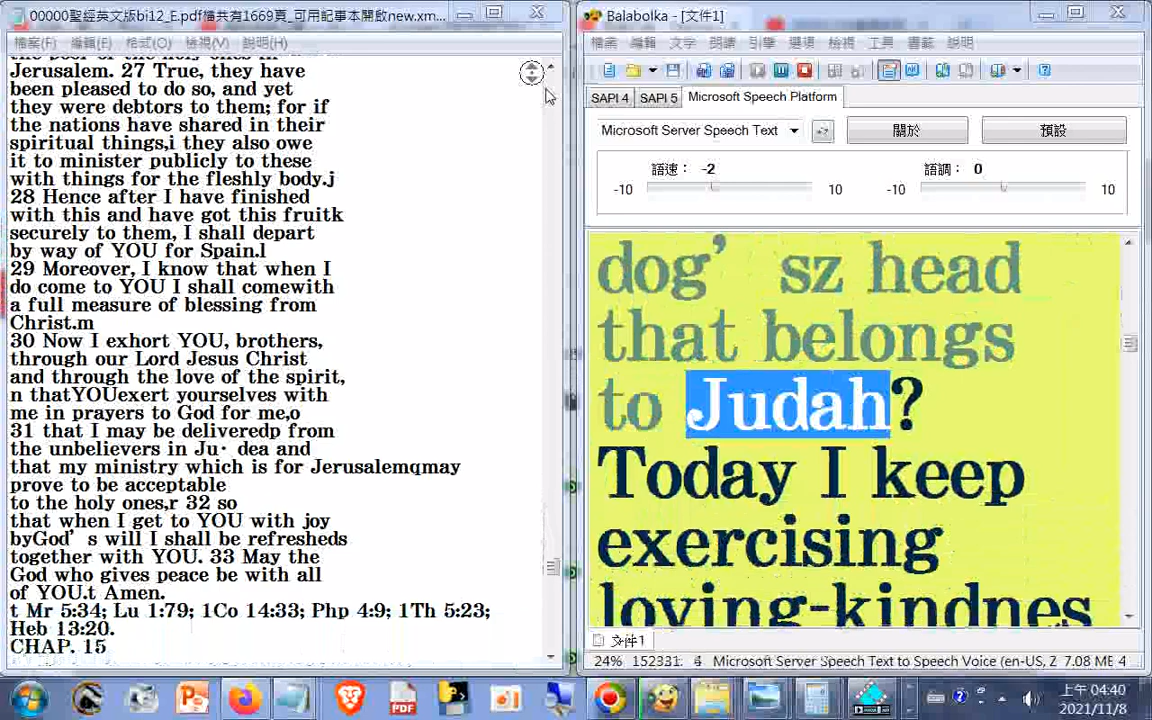 00000聖經英文版bi12_E.pdf檔共有1669頁_可用記事本開啟new.xm...
檔案(F) 編輯(E) 格式(O) 檢視(V) 說明(H)
Jerusalem. 27 True, they have
been pleased to do so, and yet
they were debtors to them; for if
the nations have shared in their
spiritual things,i they also owe
it to minister publicly to these
with things for the fleshly body.j
28 Hence after I have finished
with this and have got this fruitk
securely to them, I shall depart
by way of YOU for Spain.l
29 Moreover, I know that when I
do come to YOU I shall comewith
a full measure of blessing from
Christ.m
30 Now I exhort YOU, brothers,
through our Lord Jesus Christ
and through the love of the spirit,
n thatYOUexert yourselves with
me in prayers to God for me,o
31 that I may be deliveredp from
the unbelievers in Ju· dea and
that my ministry which is for Jerusalemqmay
prove to be acceptable
to the holy ones,r 32 so
that when I get to YOU with joy
byGod’s will I shall be refresheds
together with YOU. 33 May the
God who gives peace be with all
of YOU.t Amen.
t Mr 5:34; Lu 1:79; 1Co 14:33; Php 4:9; 1Th 5:23;
Heb 13:20.
CHAP. 15
Balabolka - [文件1]
檔案 編輯 文字 朗讀 引擎 選項 檢視 工具 書籤 說明
SAPI 4 SAPI 5 Microsoft Speech Platform
Microsoft Server Speech Text 關於 預設
語速： -2 語調： 0
-10 10 -10 10
dog’sz head
that belongs
to Judah?
Today I keep
exercising
loving-kindnes
文件1
24% 152331. 4 Microsoft Server Speech Text to Speech Voice (en-US, Z 7.08 ME 4
PDF
上午 04:40
2021/11/8